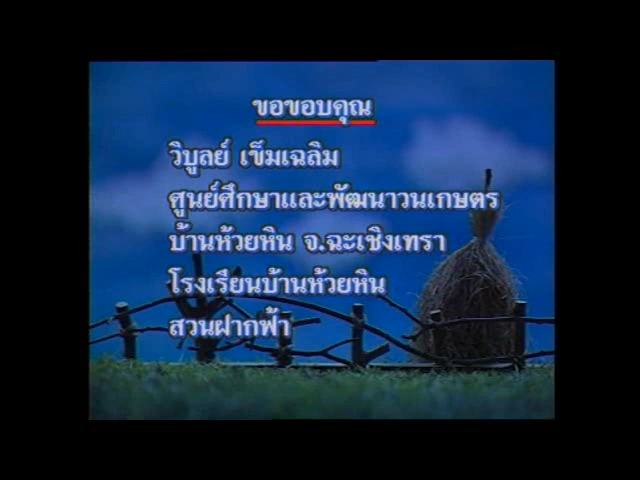 ขอขอบคุณ
วิบูลย์ เข็มเฉลิม
ศูนย์ศึกษาและพัฒนาวนเกษตร
บ้านห้วยหิน จ.ฉะเชิงเทรา
โรงเรียนบ้านห้วยหิน
สวนฝากฟ้า